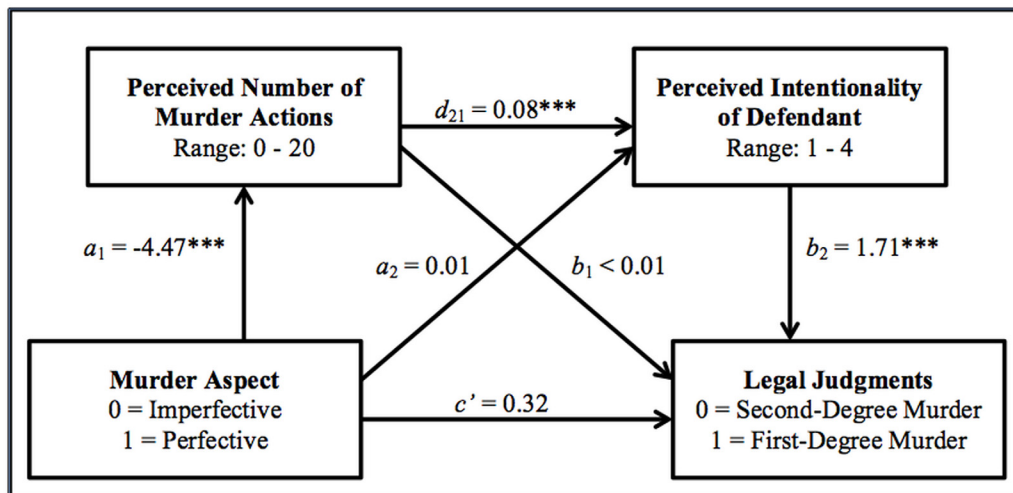 Perceived Number of
Murder Actions
Range: 0 - 20
d21 = 0.08***
Perceived Intentionality
of Defendant
Range: 1 - 4
a1 = -4.47***
a2 = 0.01
b1 < 0.01
b2 = 1.71***
Murder Aspect
0 = Imperfective
1 = Perfective
c' = 0.32
Legal Judgments
0 = Second-Degree Murder
1 = First-Degree Murder